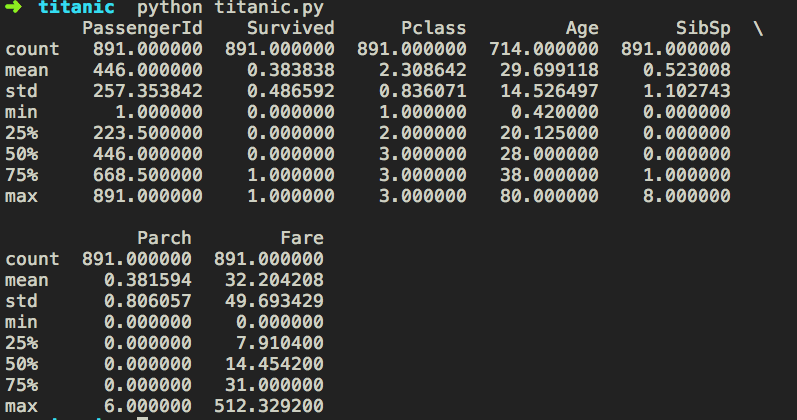 ➜  titanic  python titanic.py
       PassengerId    Survived      Pclass         Age       SibSp  \
count   891.000000  891.000000  891.000000  714.000000  891.000000
mean    446.000000    0.383838    2.308642   29.699118    0.523008
std     257.353842    0.486592    0.836071   14.526497    1.102743
min       1.000000    0.000000    1.000000    0.420000    0.000000
25%     223.500000    0.000000    2.000000   20.125000    0.000000
50%     446.000000    0.000000    3.000000   28.000000    0.000000
75%     668.500000    1.000000    3.000000   38.000000    1.000000
max     891.000000    1.000000    3.000000   80.000000    8.000000

            Parch        Fare
count  891.000000  891.000000
mean     0.381594   32.204208
std      0.806057   49.693429
min      0.000000    0.000000
25%      0.000000    7.910400
50%      0.000000   14.454200
75%      0.000000   31.000000
max      6.000000  512.329200